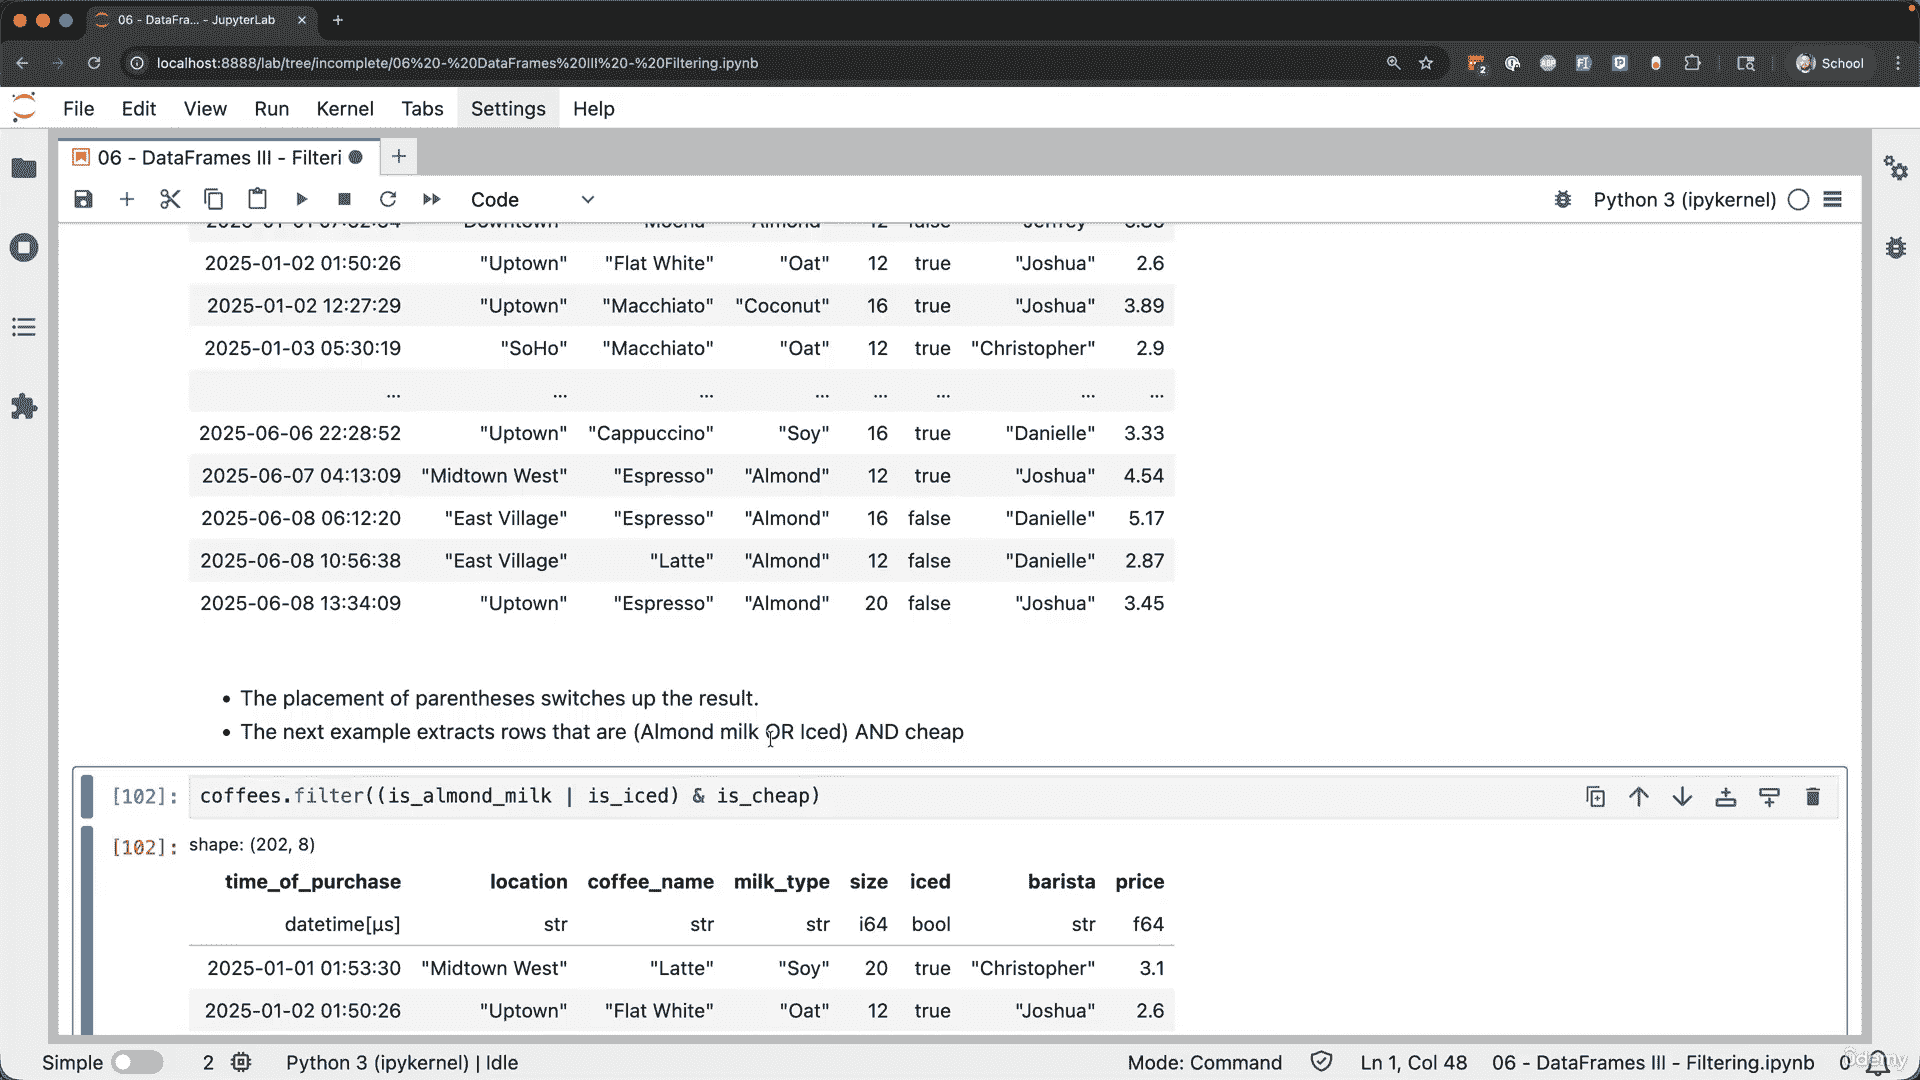 06 - DataFra... - JupyterLab
localhost:8888/lab/tree/incomplete/06%20-%20DataFrames%20III%20-%20Filtering.ipynb
2
ABP
School
File Edit View Run Kernel Tabs Settings Help
06 - DataFrames III - Filteri
Code
Python 3 (ipykernel)
"Uptown" "Flat White" "Oat" 12 true "Joshua" 2.6 2025-01-02 01:50:26
2025-01-02 12:27:29 "Uptown" "Macchiato" "Coconut" 16 true "Joshua" 3.89
2025-01-03 05:30:19 "SoHo" "Macchiato" "Oat" 12 true "Christopher" 2.9
... ... ... ... ... ... ... ...
2025-06-06 22:28:52 "Uptown" "Cappuccino" "Soy" 16 true "Danielle" 3.33
2025-06-07 04:13:09 "Midtown West" "Espresso" "Almond" 12 true "Joshua" 4.54
2025-06-08 06:12:20 "East Village" "Espresso" "Almond" 16 false "Danielle" 5.17
2025-06-08 10:56:38 "East Village" "Latte" "Almond" 12 false "Danielle" 2.87
2025-06-08 13:34:09 "Uptown" "Espresso" "Almond" 20 false "Joshua" 3.45
• The placement of parentheses switches up the result.
• The next example extracts rows that are (Almond milk OR Iced) AND cheap
[102]: coffees.filter((is_almond_milk | is_iced) & is_cheap)
[102]: shape: (202, 8)
time_of_purchase location coffee_name milk_type size iced barista price
datetime[μs] str str str i64 bool str f64
2025-01-01 01:53:30 "Midtown West" "Latte" "Soy" 20 true "Christopher" 3.1
2025-01-02 01:50:26 "Uptown" "Flat White" "Oat" 12 true "Joshua" 2.6
Simple 2 Python 3 (ipykernel) | Idle Mode: Command Ln 1, Col 48 06 - DataFrames III - Filtering.ipynb 0
udemy